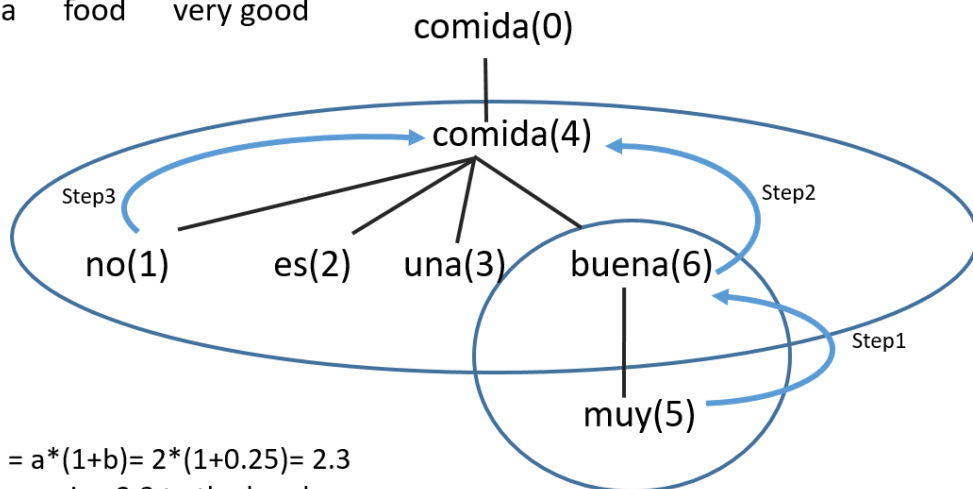 a food very good
comida(0)
comida(4)
Step3
Step2
no(1) es(2) una(3) buena(6)
Step1
muy(5)
= a*(1+b)= 2*(1+0.25)= 2.3